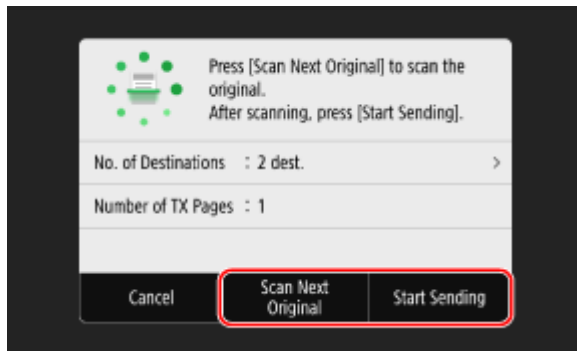 Press [Scan Next Original] to scan the
original.
After scanning, press [Start Sending].
No. of Destinations : 2 dest. >
Number of TX Pages : 1
Cancel
Scan Next
Original
Start Sending